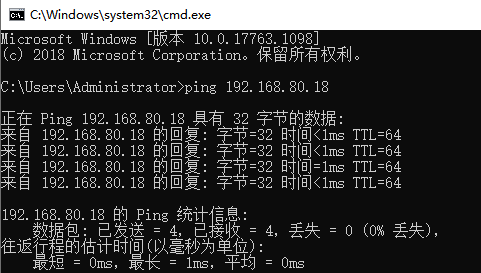 C:\Windows\system32\cmd.exe
Microsoft Windows [版本 10.0.17763.1098]
(c) 2018 Microsoft Corporation。保留所有权利。
C:\Users\Administrator>ping 192.168.80.18
正在 Ping 192.168.80.18 具有 32 字节的数据:
来自 192.168.80.18 的回复: 字节=32 时间<1ms TTL=64
来自 192.168.80.18 的回复: 字节=32 时间<1ms TTL=64
来自 192.168.80.18 的回复: 字节=32 时间=1ms TTL=64
来自 192.168.80.18 的回复: 字节=32 时间<1ms TTL=64
192.168.80.18 的 Ping 统计信息:
数据包: 已发送 = 4, 已接收 = 4, 丢失 = 0 (0% 丢失),
往返行程的估计时间(以毫秒为单位):
最短 = 0ms, 最长 = 1ms, 平均 = 0ms